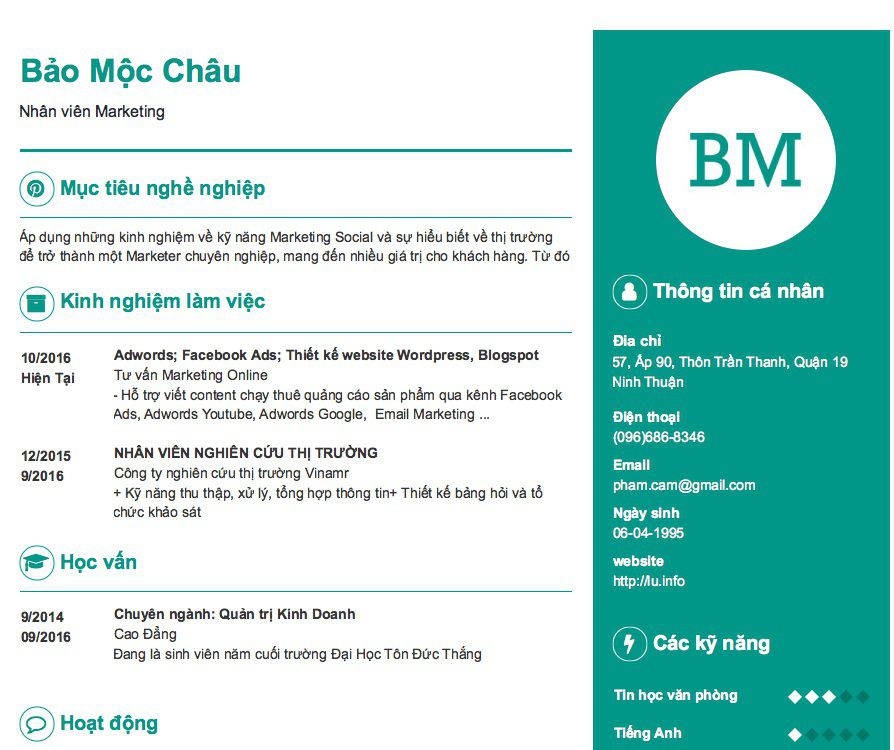 Bảo Mộc Châu
Nhân viên Marketing
Mục tiêu nghề nghiệp
Áp dụng những kinh nghiệm về kỹ năng Marketing Social và sự hiểu biết về thị trường
để trở thành một Marketer chuyên nghiệp, mang đến nhiều giá trị cho khách hàng. Từ đó
Kinh nghiệm làm việc
10/2016
Hiện Tại
Adwords; Facebook Ads; Thiết kế website Wordpress, Blogspot
Tư vấn Marketing Online
- Hỗ trợ viết content chạy thuê quảng cáo sản phẩm qua kênh Facebook
Ads, Adwords Youtube, Adwords Google, Email Marketing ...
12/2015
9/2016
NHÂN VIÊN NGHIÊN CỨU THỊ TRƯỜNG
Công ty nghiên cứu thị trường Vinamr
+ Kỹ năng thu thập, xử lý, tổng hợp thông tin+ Thiết kế bảng hỏi và tổ
chức khảo sát
Học vấn
9/2014
09/2016
Chuyên ngành: Quản trị Kinh Doanh
Cao Đẳng
Đang là sinh viên năm cuối trường Đại Học Tôn Đức Thắng
Hoạt động
BM
Thông tin cá nhân
Địa chỉ
57, Ấp 90, Thôn Trần Thanh, Quận 19
Ninh Thuận
Điện thoại
(096)686-8346
Email
pham.cam@gmail.com
Ngày sinh
06-04-1995
website
http://lu.info
Các kỹ năng
Tin học văn phòng
Tiếng Anh